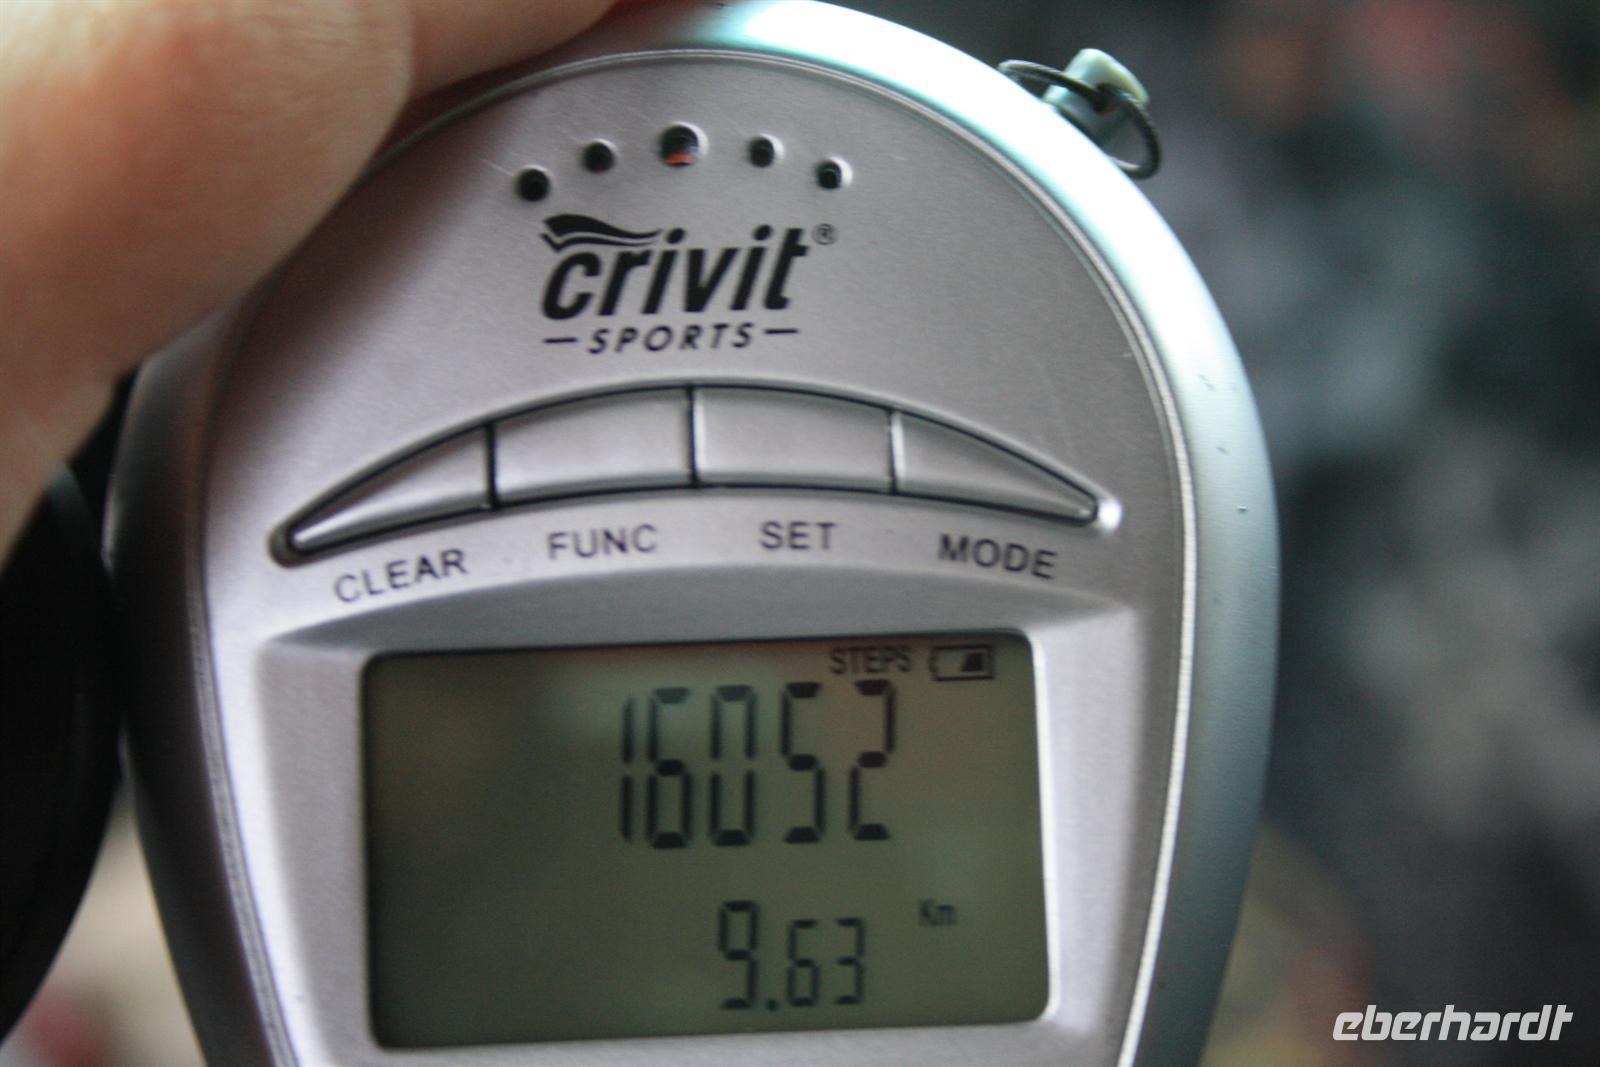 crivit®
SPORTS
CLEAR FUNC SET MODE
STEPS
16052
9.63 Km
eberhardt